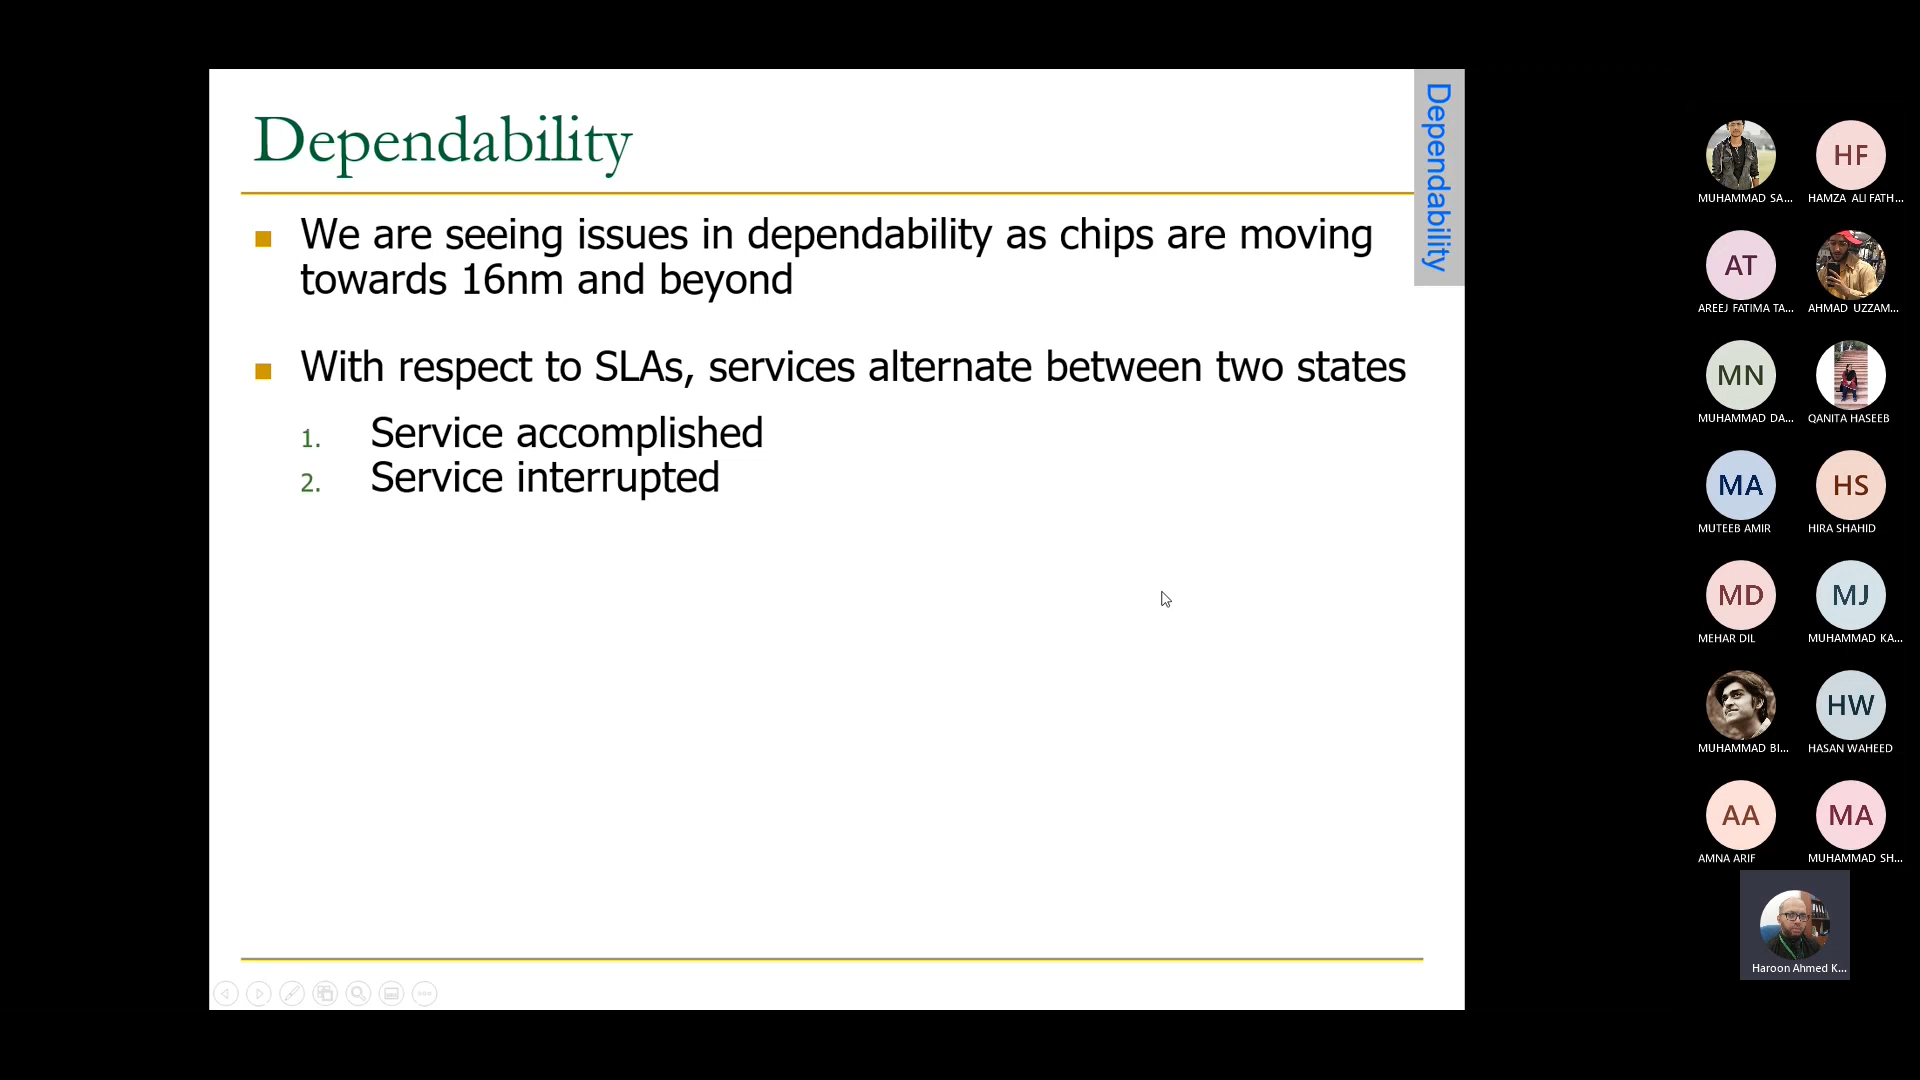 Dependability
Dependability
We are seeing issues in dependability as chips are moving
towards 16nm and beyond
With respect to SLAs, services alternate between two states
1. Service accomplished
2. Service interrupted
MUHAMMAD SA...
HF
HAMZA ALI FATH...
AT
AREEJ FATIMA TA...
AHMAD UZZAM...
MN
MUHAMMAD DA...
QANITA HASEEB
MA
MUTEEB AMIR
HS
HIRA SHAHID
MD
MEHAR DIL
MJ
MUHAMMAD KA...
MUHAMMAD BI...
HW
HASAN WAHEED
AA
AMNA ARIF
MA
MUHAMMAD SH...
Haroon Ahmed K...